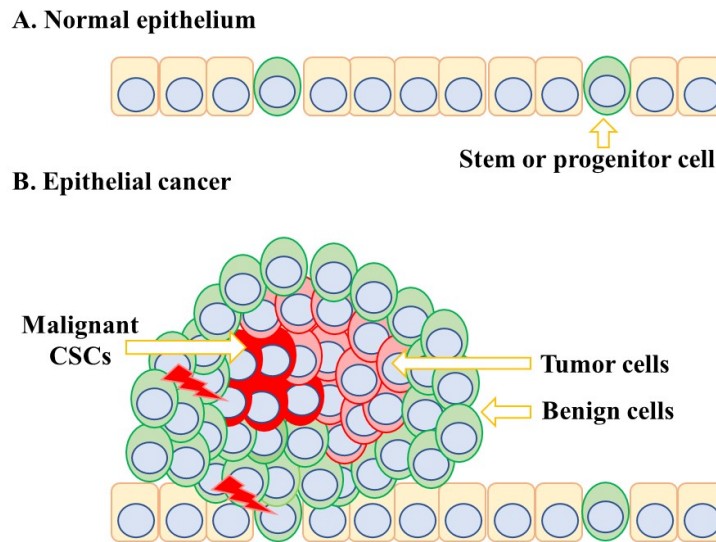 A. Normal epithelium
Stem or progenitor cell
B. Epithelial cancer
Malignant
CSCs
Tumor cells
Benign cells